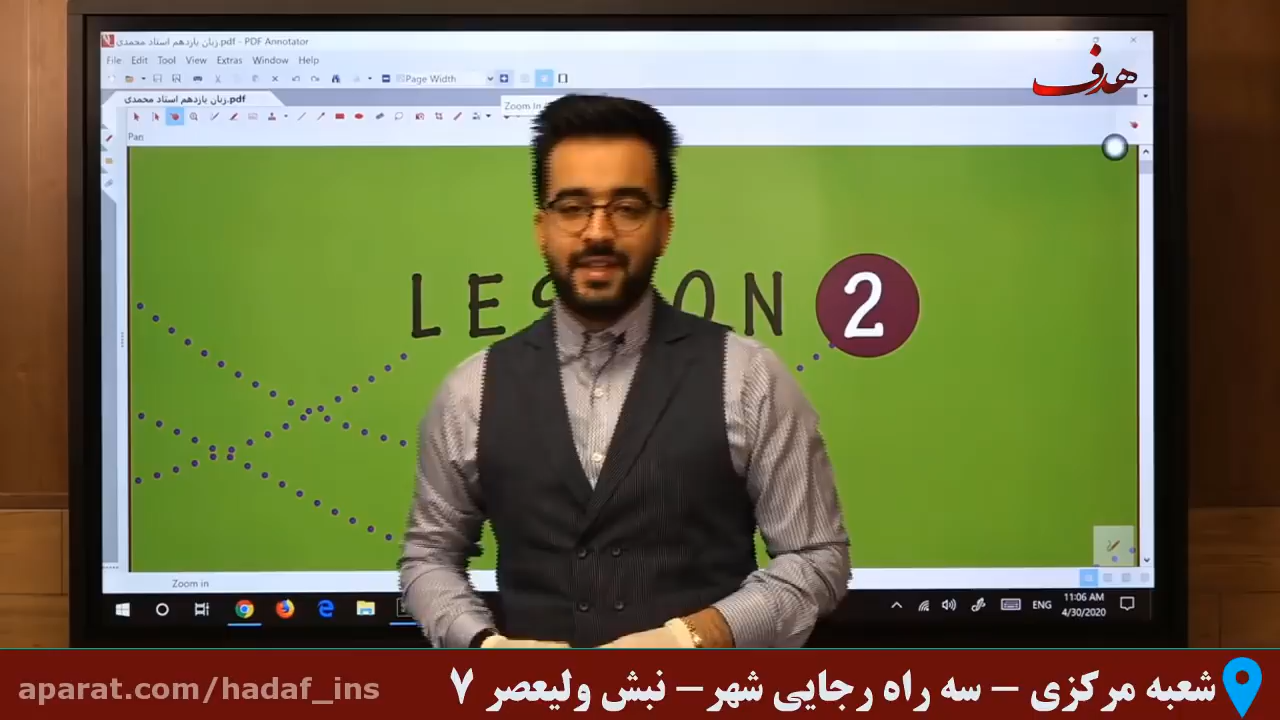 زبان یازدهم استاد محمدی.pdf - PDF Annotator
File Edit Tool View Extras Window Help
Page Width
هدف
زبان یازدهم استاد محمدی.pdf
Zoom In
Pan
LES ON 2
Zoom in
ENG
11:06 AM
4/30/2020
aparat.com/hadaf_ins
شعبه مرکزی – سه راه رجایی شهر– نبش ولیعصر ۷